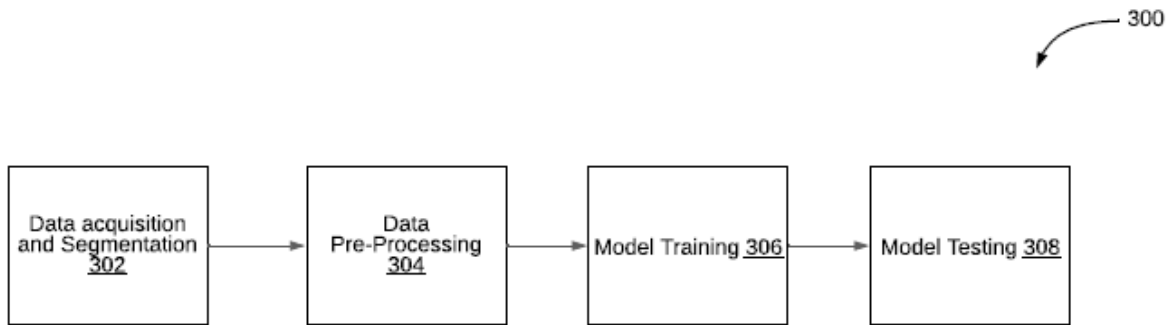 300
Data acquisition
and Segmentation
302
Data
Pre-Processing
304
Model Training 306
Model Testing 308